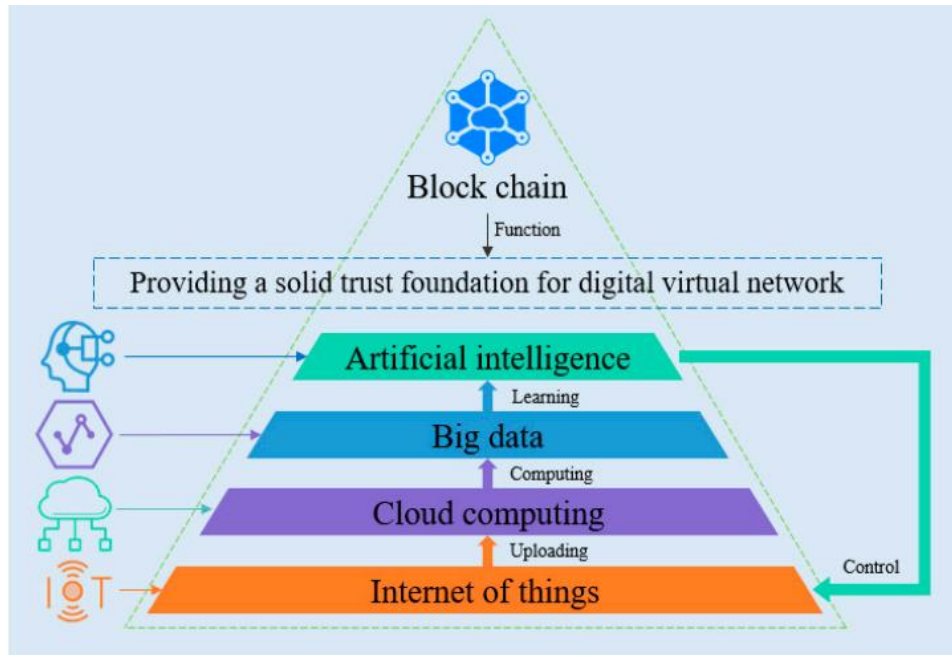 Block chain
Function
Providing a solid trust foundation for digital virtual network
Artificial intelligence
Learning
Big data
Computing
Cloud computing
Uploading
Control
I T
Internet of things